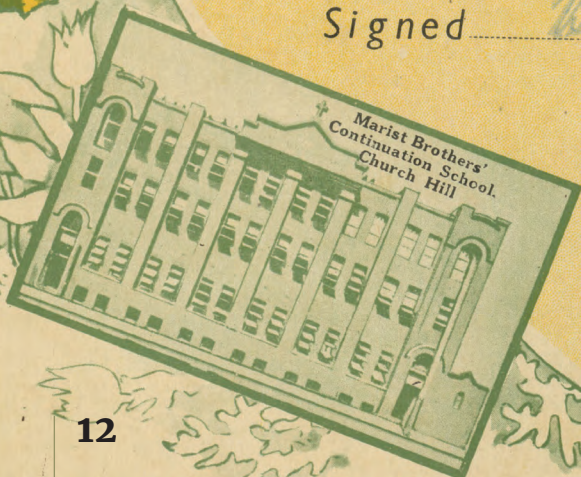 Signed
Marist Brothers'
Continuation School.
Church Hill
12